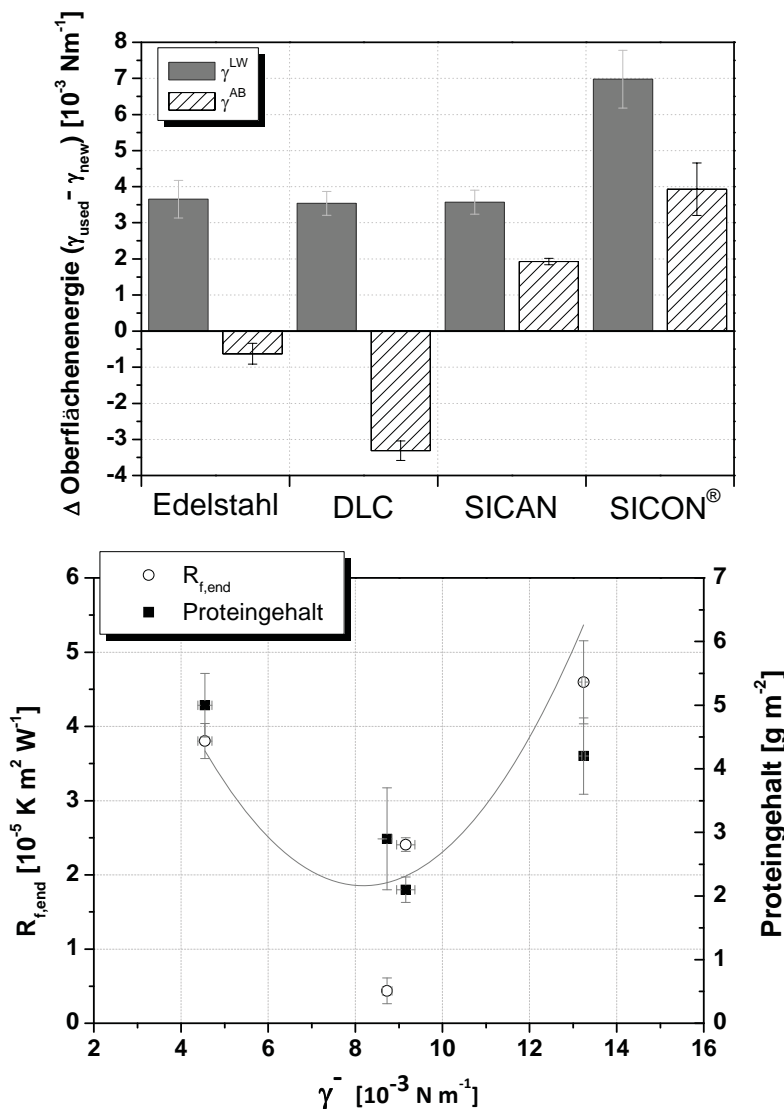 Δ Oberflächenenergie (γ_used - γ_new) [10⁻³ Nm⁻¹]
8
7
6
5
4
3
2
1
0
-1
-2
-3
-4
γ^LW
γ^AB
Edelstahl DLC SICAN SICON®
R_f,end
Proteingehalt
R_f,end [10⁻⁵ K m² W⁻¹]
6
5
4
3
2
1
0
7
6
5
4
3
2
1
0
Proteingehalt [g m⁻²]
2 4 6 8 10 12 14 16
γ⁻ [10⁻³ N m⁻¹]